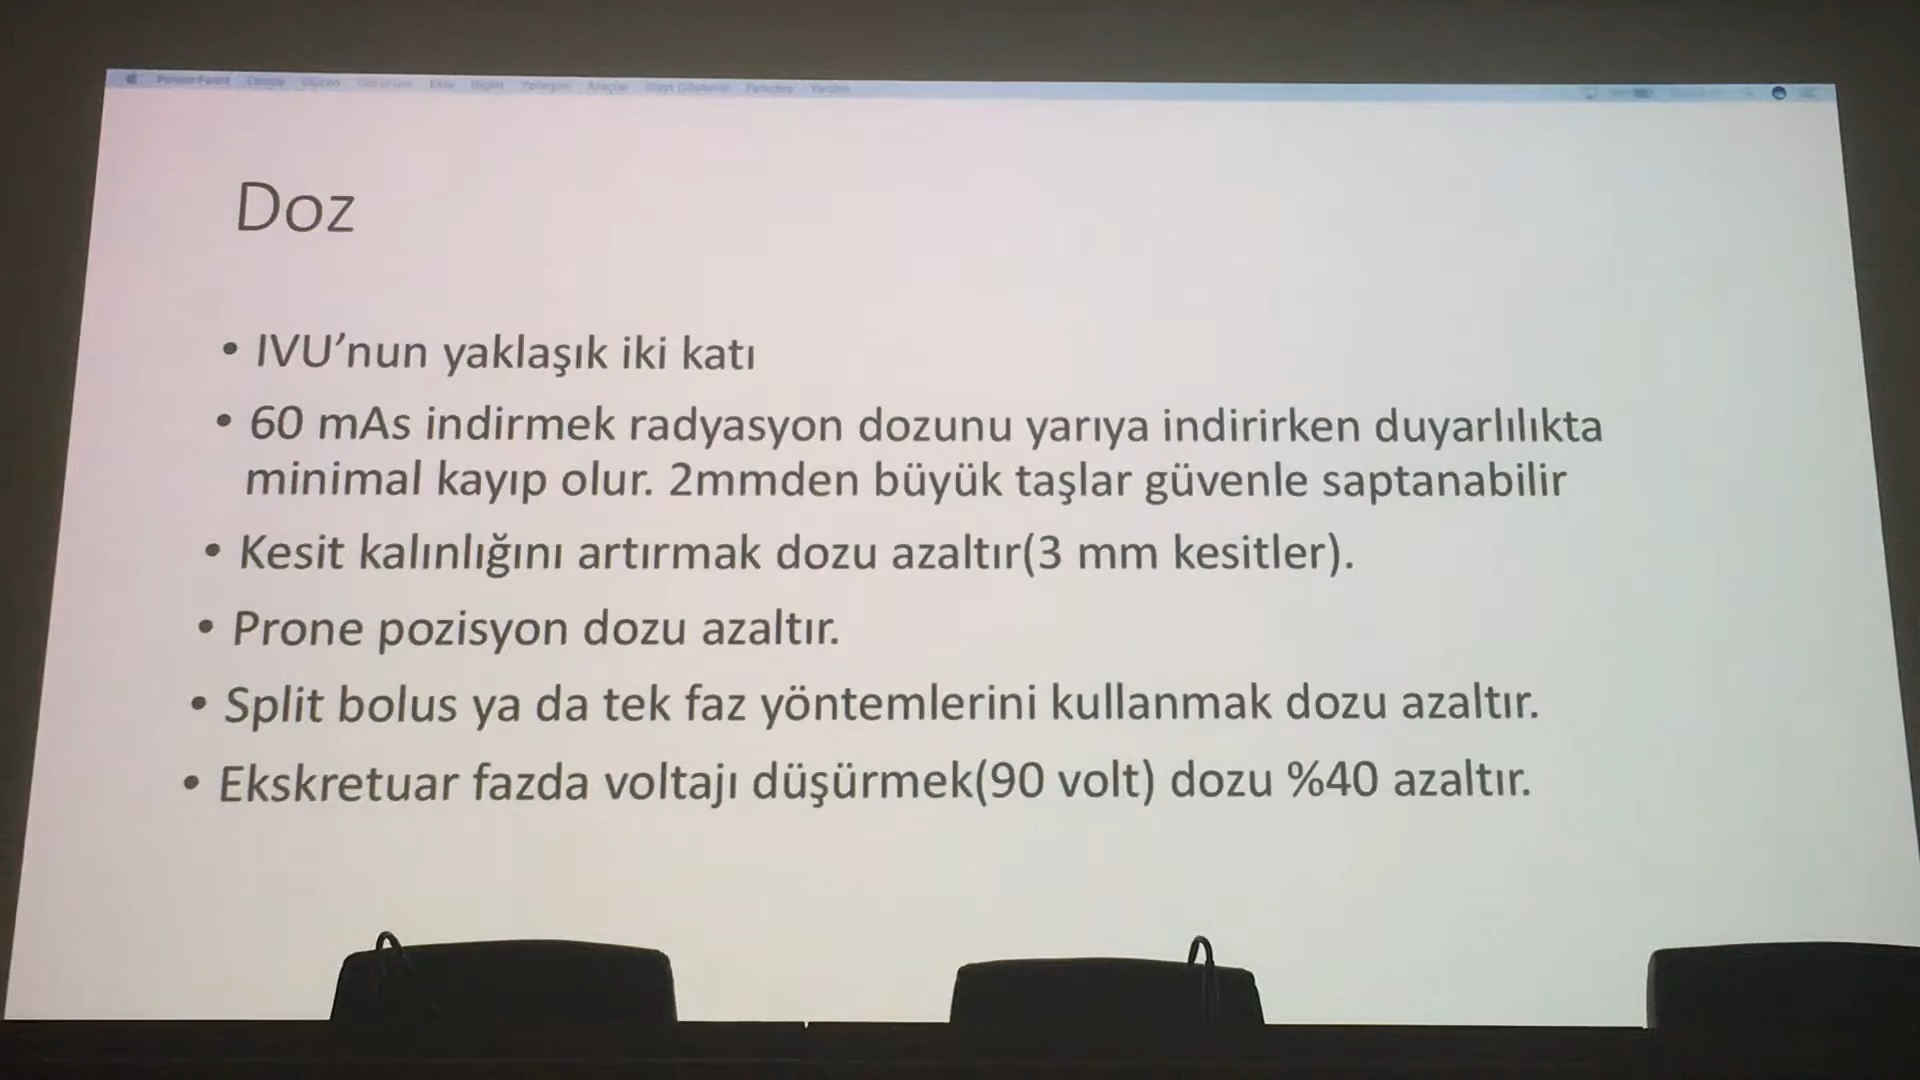 PowerPoint
Doz
• IVU’nun yaklaşık iki katı
• 60 mAs indirmek radyasyon dozunu yarıya indirirken duyarlılıkta
minimal kayıp olur. 2mmden büyük taşlar güvenle saptanabilir
• Kesit kalınlığını artırmak dozu azaltır(3 mm kesitler).
• Prone pozisyon dozu azaltır.
• Split bolus ya da tek faz yöntemlerini kullanmak dozu azaltır.
• Ekskretuar fazda voltajı düşürmek(90 volt) dozu %40 azaltır.